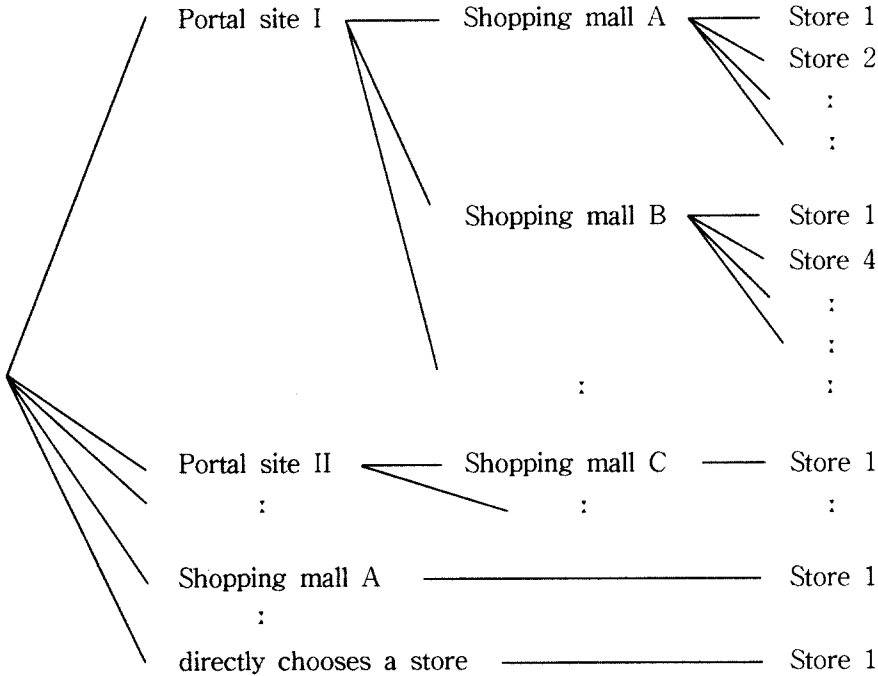 Portal site I Shopping mall A Store 1
Store 2
:
:
Shopping mall B Store 1
Store 4
:
:
: :
Portal site II Shopping mall C Store 1
: : :
Shopping mall A Store 1
:
directly chooses a store Store 1